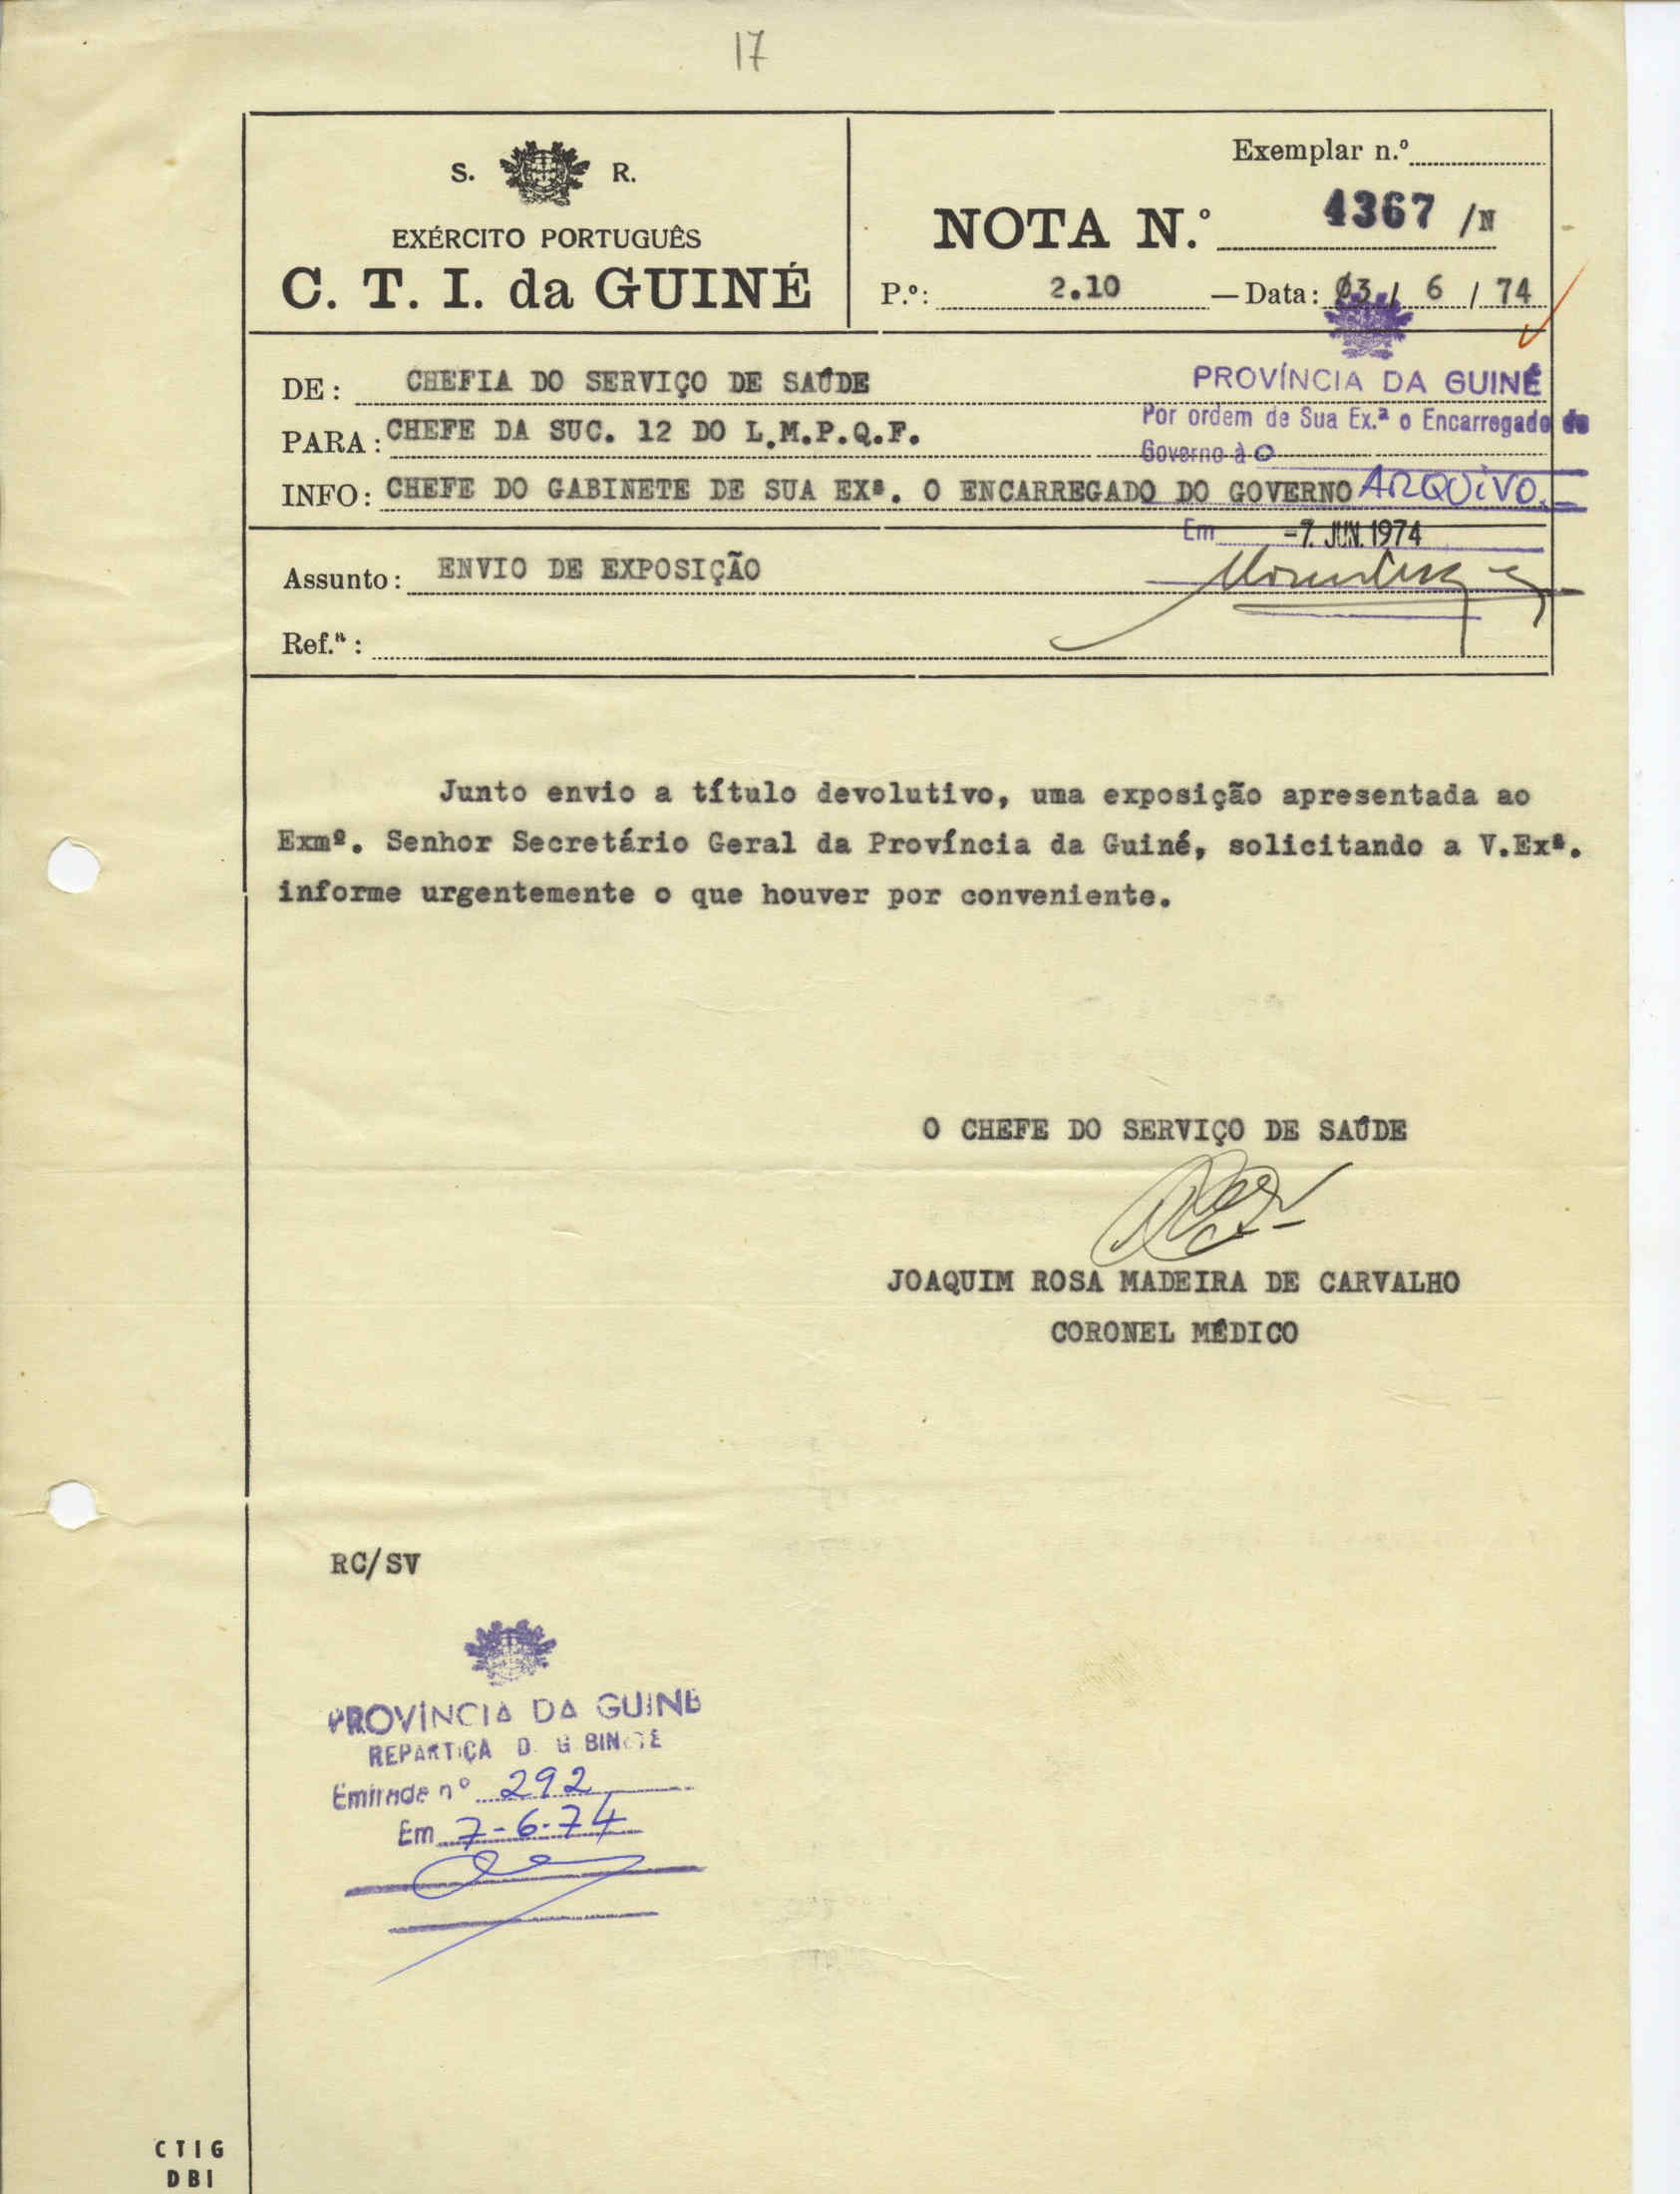 17
S. R.
EXÉRCITO PORTUGUÊS
C. T. I. da GUINÉ
Exemplar n.º
NOTA N.º 4367 /N
P.º: 2.10 — Data: 03 / 6 / 74
DE: CHEFIA DO SERVIÇO DE SAÚDE
PROVÍNCIA DA GUINÉ
PARA: CHEFE DA SUC. 12 DO L.M.P.Q.F.
Por ordem de Sua Ex.ª o Encarregado do
Governo à O
INFO: CHEFE DO GABINETE DE SUA EXª. O ENCARREGADO DO GOVERNO
ARQUIVO.
Em -7. JUN. 1974
Assunto: ENVIO DE EXPOSIÇÃO
Ref.ª:
Junto envio a título devolutivo, uma exposição apresentada ao
Exmº. Senhor Secretário Geral da Província da Guiné, solicitando a V.Exª.
informe urgentemente o que houver por conveniente.
O CHEFE DO SERVIÇO DE SAÚDE
JOAQUIM ROSA MADEIRA DE CARVALHO
CORONEL MÉDICO
RC/SV
PROVÍNCIA DA GUINÉ
REPARTIÇÃ D G BINETE
Entrada nº 292
Em 7-6-74
CTIG
DBI